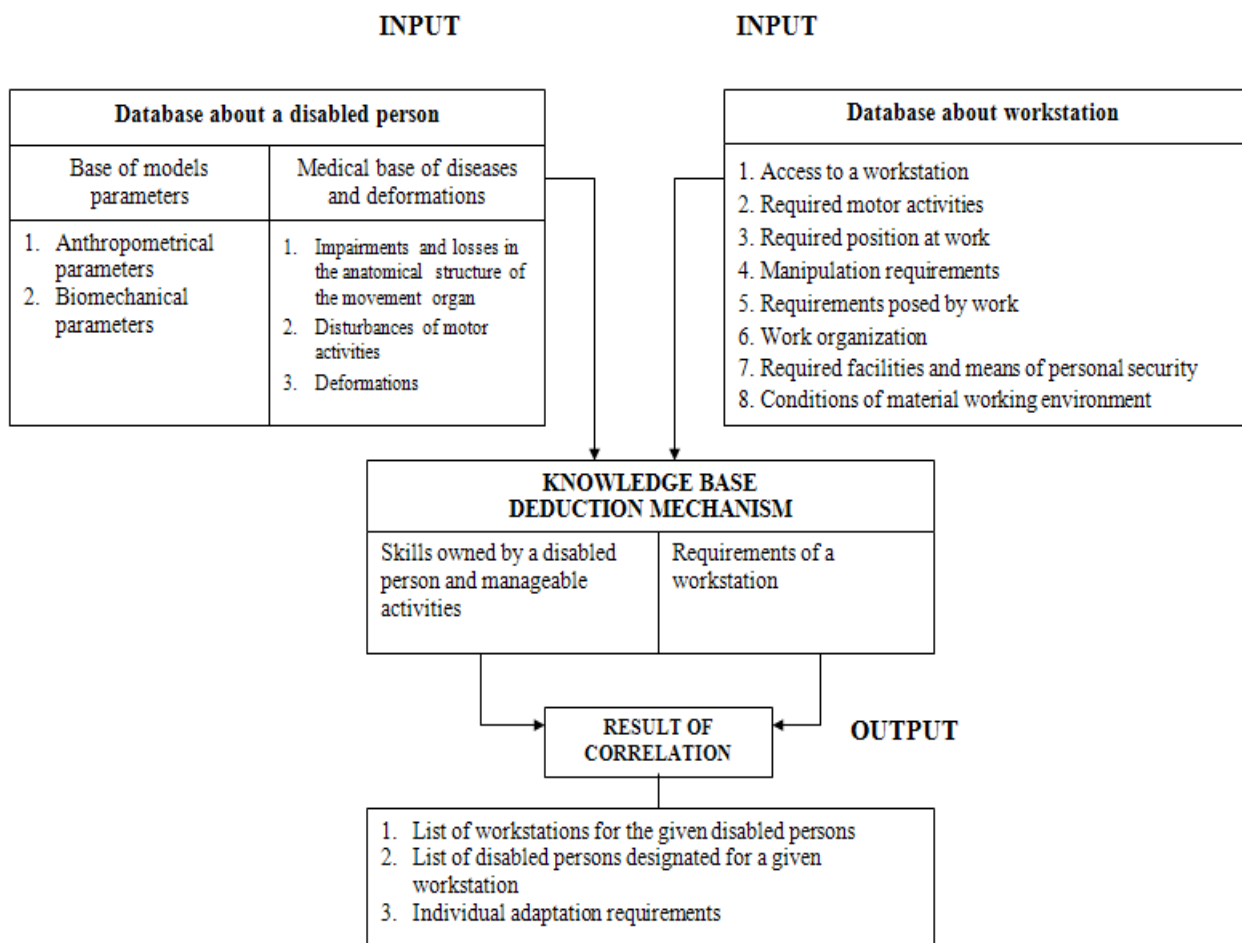 INPUT
INPUT
Database about a disabled person
Base of models
parameters
Medical base of diseases
and deformations
1. Anthropometrical
parameters
2. Biomechanical
parameters
1. Impairments and losses in
the anatomical structure of
the movement organ
2. Disturbances of motor
activities
3. Deformations
Database about workstation
1. Access to a workstation
2. Required motor activities
3. Required position at work
4. Manipulation requirements
5. Requirements posed by work
6. Work organization
7. Required facilities and means of personal security
8. Conditions of material working environment
KNOWLEDGE BASE
DEDUCTION MECHANISM
Skills owned by a disabled
person and manageable
activities
Requirements of a
workstation
RESULT OF
CORRELATION
OUTPUT
1. List of workstations for the given disabled persons
2. List of disabled persons designated for a given
workstation
3. Individual adaptation requirements